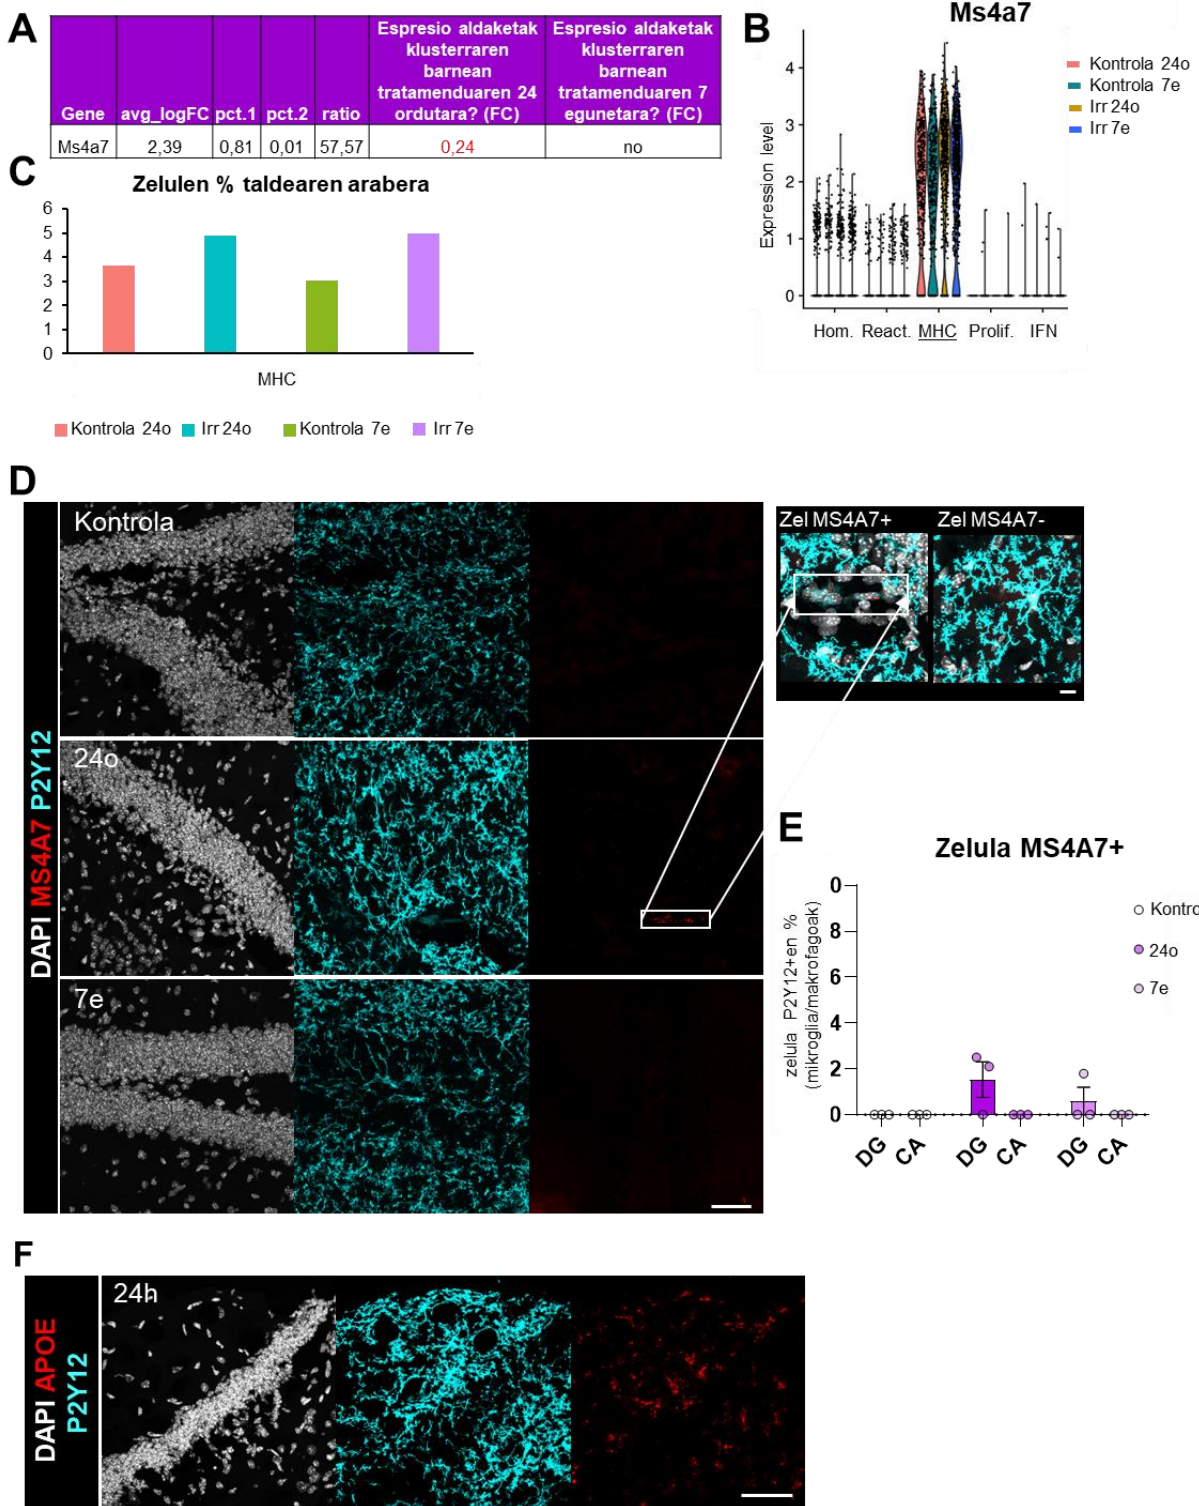 A
Gene
avg_logFC
pct.1
pct.2
ratio
Espresio aldaketak
klusterraren
barnean
tratamenduaren 24
ordutara? (FC)
Espresio aldaketak
klusterraren
barnean
tratamenduaren 7
egunetara? (FC)
Ms4a7
2,39
0,81
0,01
57,57
0,24
no
B
Ms4a7
Expression level
4
3
2
1
0
Hom.
React.
MHC
Prolif.
IFN
Kontrola 24o
Kontrola 7e
Irr 24o
Irr 7e
C
Zelulen % taldearen arabera
6
5
4
3
2
1
0
MHC
Kontrola 24o
Irr 24o
Kontrola 7e
Irr 7e
D
DAPI MS4A7 P2Y12
Kontrola
24o
7e
Zel MS4A7+
Zel MS4A7-
E
Zelula MS4A7+
zelula P2Y12+en %
(mikroglia/makrofagoak)
0
8
6
4
2
0
DG
CA
DG
CA
DG
CA
Kontro
24o
7e
F
DAPI APOE
P2Y12
24h